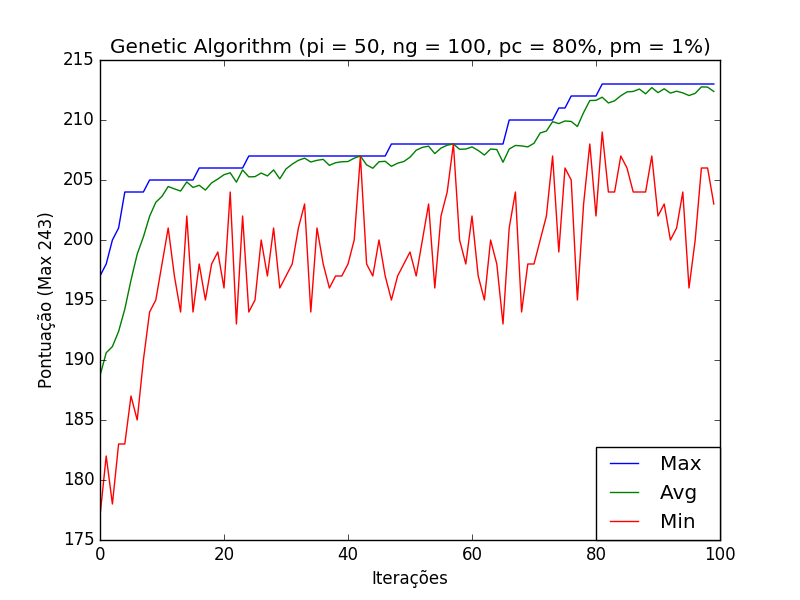 Genetic Algorithm (pi = 50, ng = 100, pc = 80%, pm = 1%)
215
210
205
200
195
190
185
180
175
Pontuação (Max 243)
Max
Avg
Min
0 20 40 60 80 100
Iterações